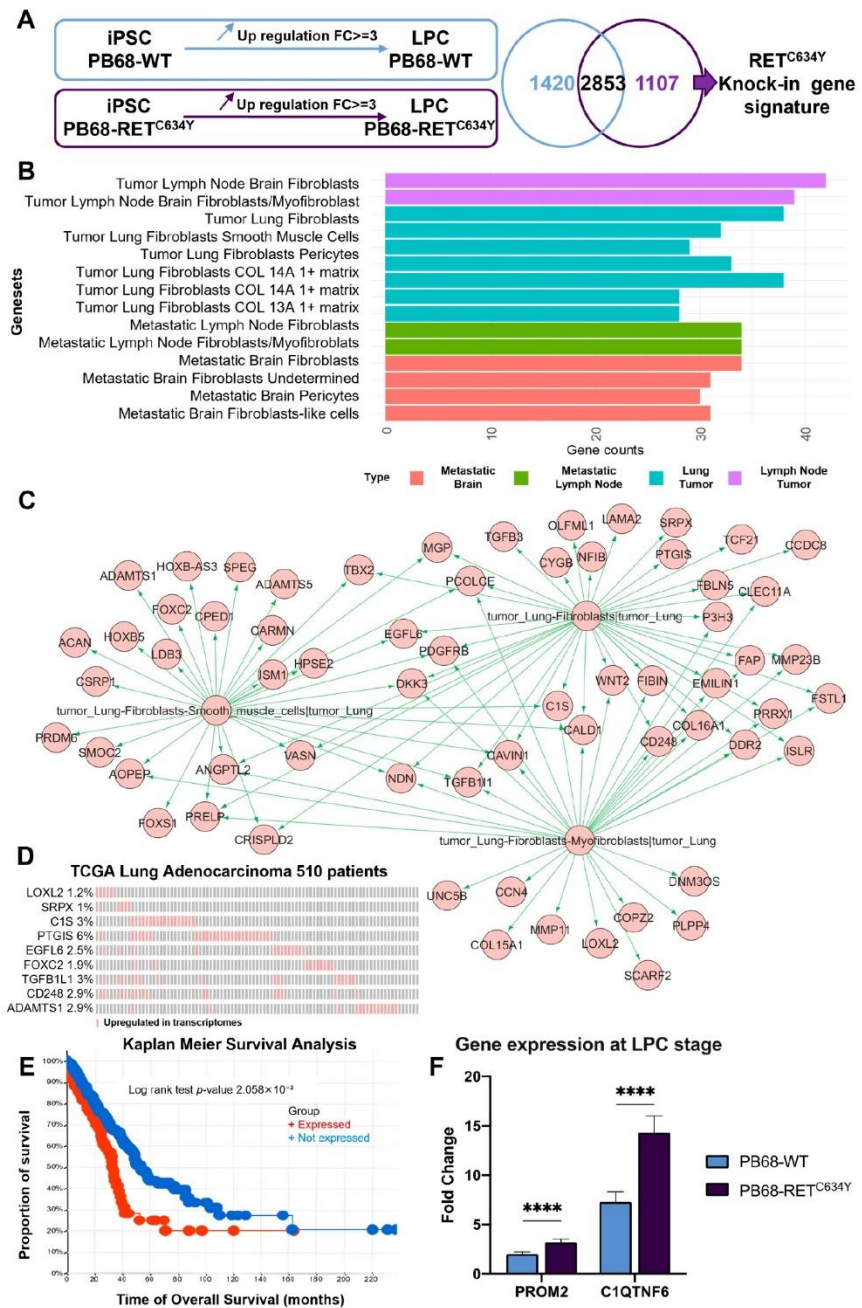 A
iPSC
PB68-WT
Up regulation FC>=3
LPC
PB68-WT
iPSC
PB68-RETC634Y
Up regulation FC>=3
LPC
PB68-RETC634Y
1420 2853 1107
RETC634Y
Knock-in gene
signature
B
Genesets
Tumor Lymph Node Brain Fibroblasts
Tumor Lymph Node Brain Fibroblasts/Myofibroblast
Tumor Lung Fibroblasts
Tumor Lung Fibroblasts Smooth Muscle Cells
Tumor Lung Fibroblasts Pericytes
Tumor Lung Fibroblasts COL 14A 1+ matrix
Tumor Lung Fibroblasts COL 14A 1+ matrix
Tumor Lung Fibroblasts COL 13A 1+ matrix
Metastatic Lymph Node Fibroblasts
Metastatic Lymph Node Fibroblasts/Myofibroblats
Metastatic Brain Fibroblasts
Metastatic Brain Fibroblasts Undetermined
Metastatic Brain Pericytes
Metastatic Brain Fibroblasts-like cells
0 10 20 30 40
Gene counts
Type
Metastatic
Brain
Metastatic
Lymph Node
Lung
Tumor
Lymph Node
Tumor
C
OLFML1
LAMA2
SRPX
TGFB3
MGP
CYGB
NFIB
PTGIS
TCF21
CCDC8
ADAMTS1
HOXB-AS3
SPEG
ADAMTS5
TBX2
PCOLCE
FBLN5
CLEC11A
FOXC2
CPED1
CARMN
EGFL6
tumor_Lung-Fibroblasts|tumor_Lung
P3H3
ACAN
HOXB5
LDB3
ISM1
HPSE2
PDGFRB
FAP
MMP23B
CSRP1
DKK3
WNT2
FIBIN
EMILIN1
FSTL1
tumor_Lung-Fibroblasts-Smooth_muscle_cells|tumor_Lung
C1S
CALD1
COL16A1
PRRX1
PRDM6
SMOC2
AOPEP
ANGPTL2
VASN
CAVIN1
CD248
DDR2
ISLR
NDN
TGFB1I1
FOXS1
PRELP
CRISPLD2
tumor_Lung-Fibroblasts-Myofibroblasts|tumor_Lung
UNC5B
CCN4
DNM3OS
COL15A1
MMP11
LOXL2
COPZ2
PLPP4
SCARF2
D
TCGA Lung Adenocarcinoma 510 patients
LOXL2 1.2%
SRPX 1%
C1S 3%
PTGIS 6%
EGFL6 2.5%
FOXC2 1.9%
TGFB1L1 3%
CD248 2.9%
ADAMTS1 2.9%
Upregulated in transcriptomes
E
Kaplan Meier Survival Analysis
Log rank test p-value 2.058×10⁻³
Group
Expressed
Not expressed
Proportion of survival
100%
90%
80%
70%
60%
50%
40%
30%
20%
10%
0%
0 20 40 60 80 100 120 140 160 180 220
Time of Overall Survival (months)
F
Gene expression at LPC stage
Fold Change
20
15
10
5
0
****
****
PROM2
C1QTNF6
PB68-WT
PB68-RETC634Y